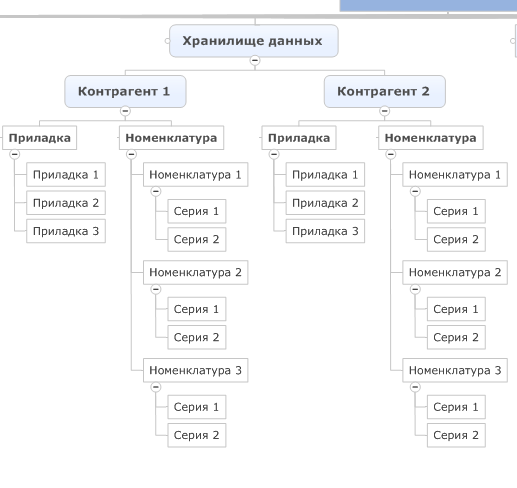 Хранилище данных
Контрагент 1
Контрагент 2
Приладка
Номенклатура
Приладка
Номенклатура
Приладка 1
Номенклатура 1
Приладка 1
Номенклатура 1
Приладка 2
Серия 1
Приладка 2
Серия 1
Приладка 3
Серия 2
Приладка 3
Серия 2
Номенклатура 2
Номенклатура 2
Серия 1
Серия 1
Серия 2
Серия 2
Номенклатура 3
Номенклатура 3
Серия 1
Серия 1
Серия 2
Серия 2